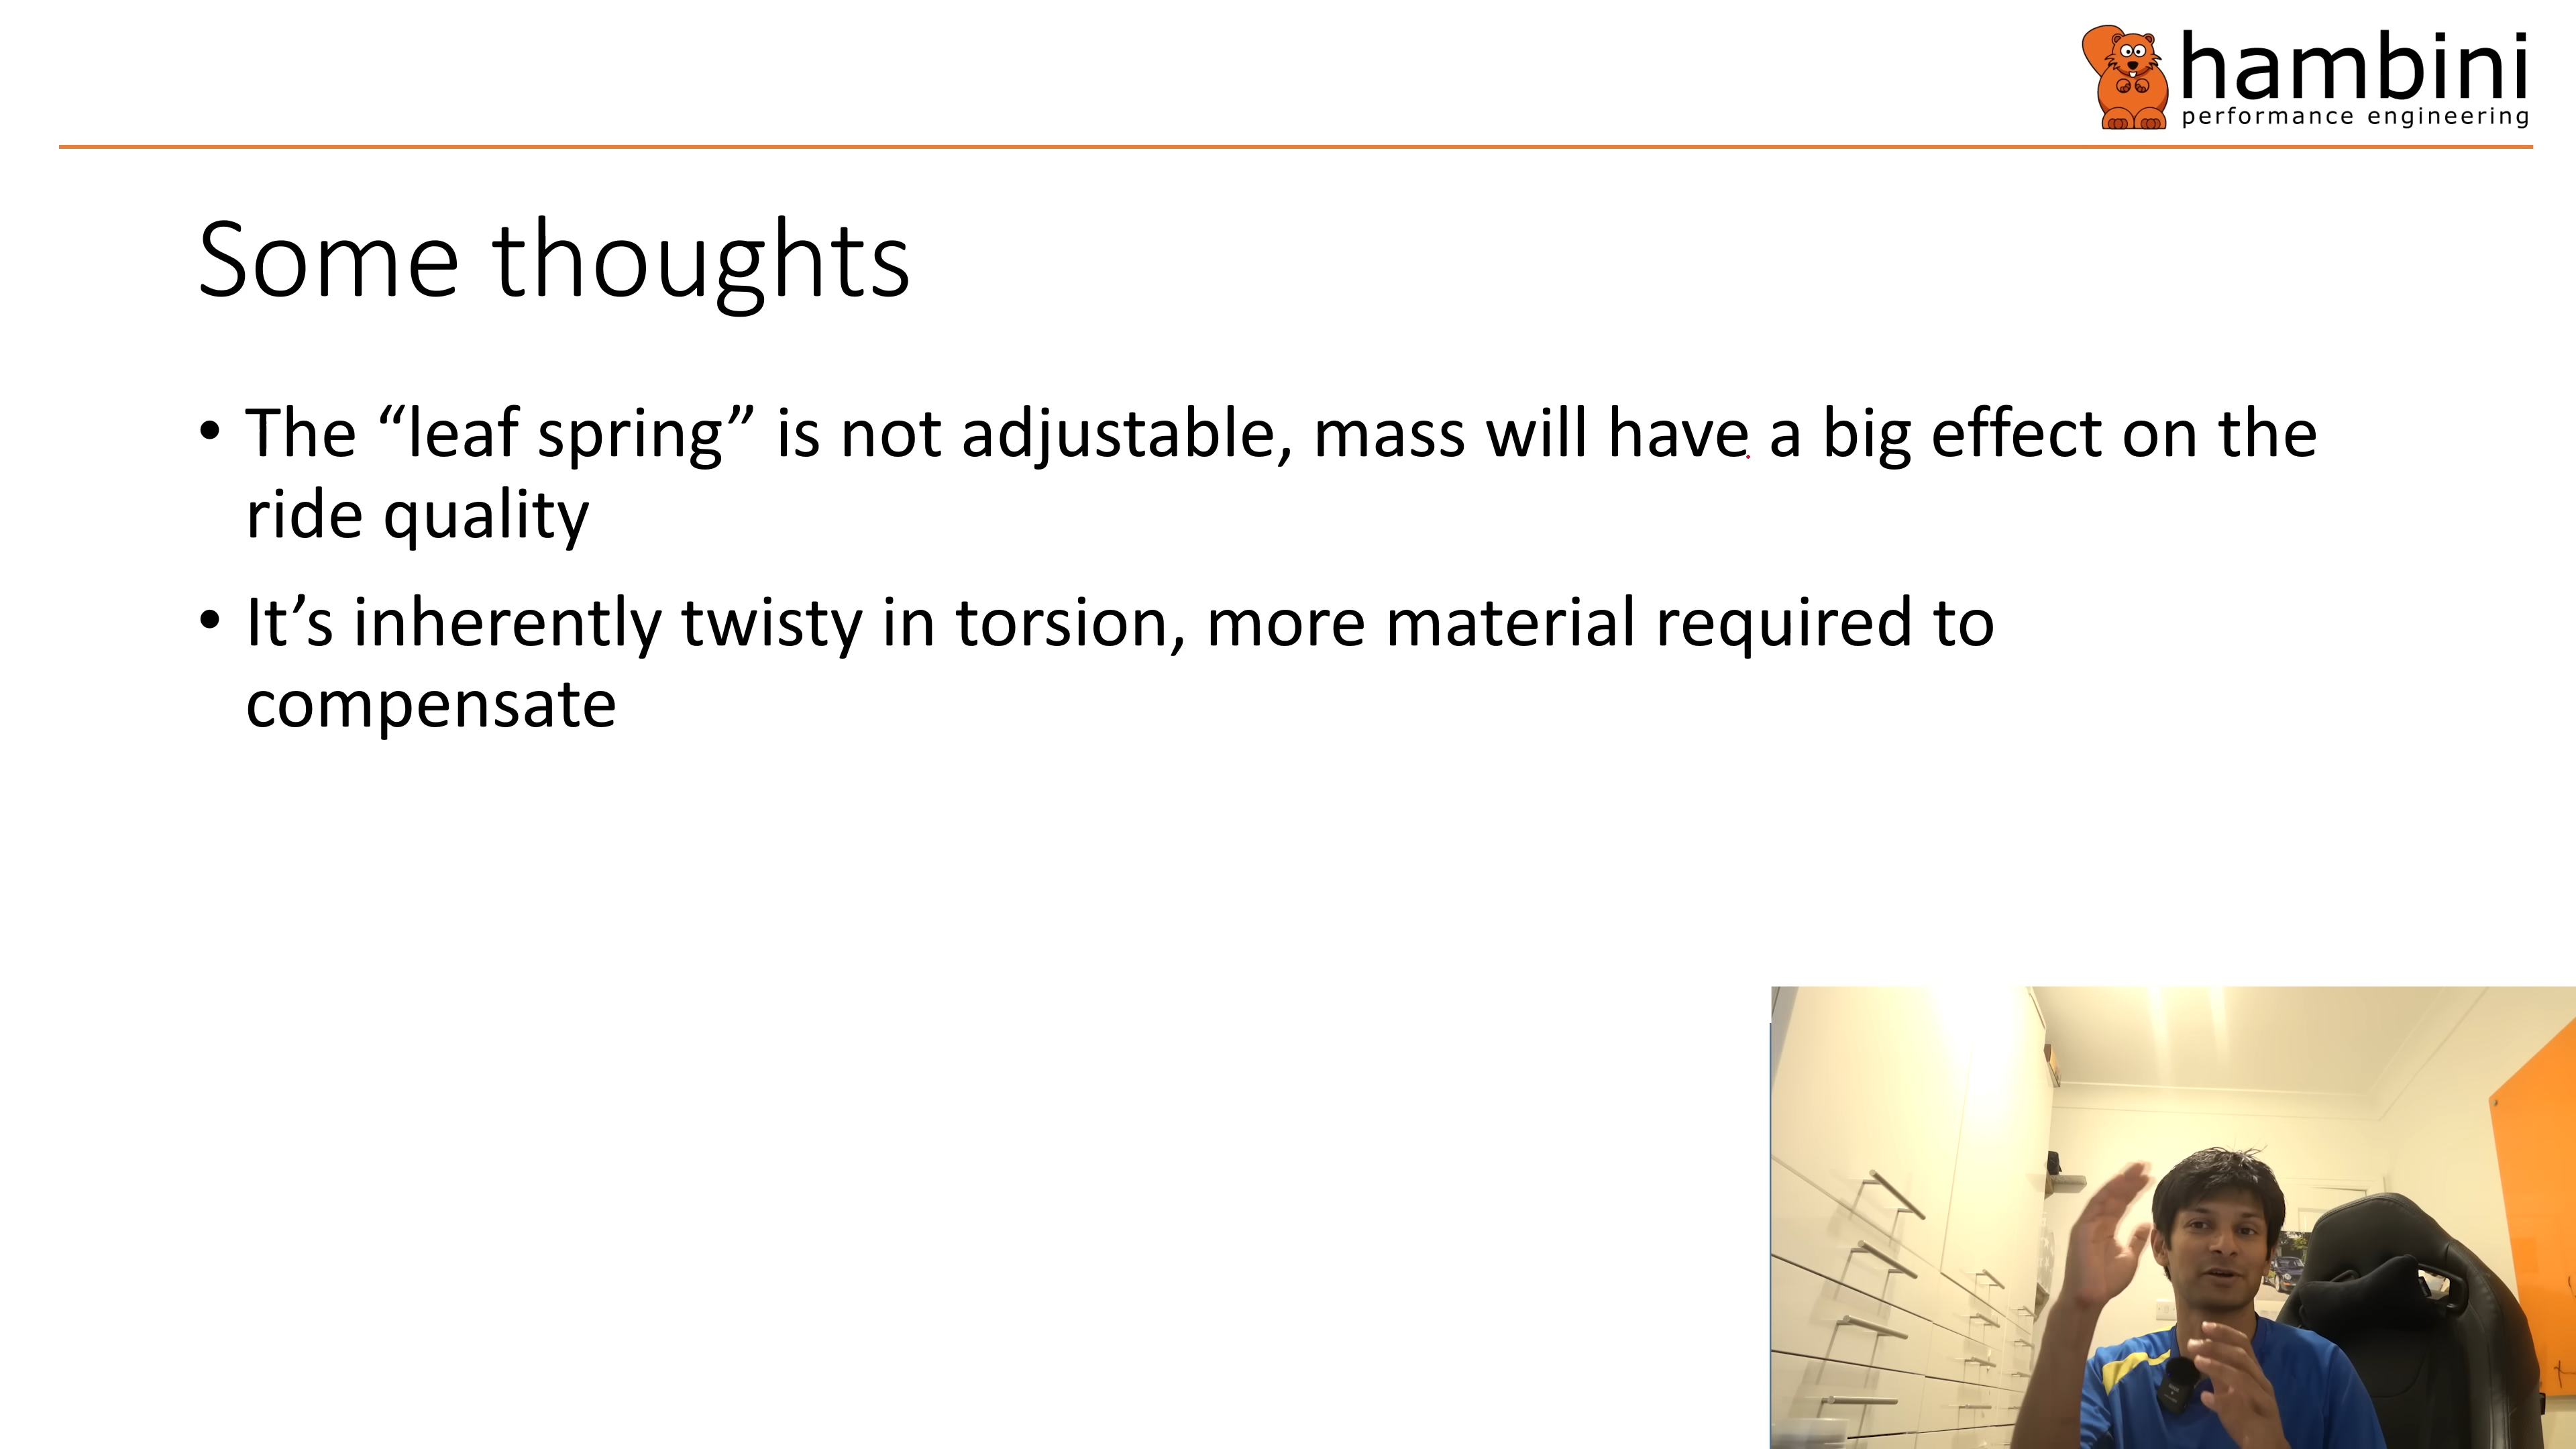 hambini
performance engineering
Some thoughts
• The “leaf spring” is not adjustable, mass will have a big effect on the
ride quality
• It’s inherently twisty in torsion, more material required to
compensate